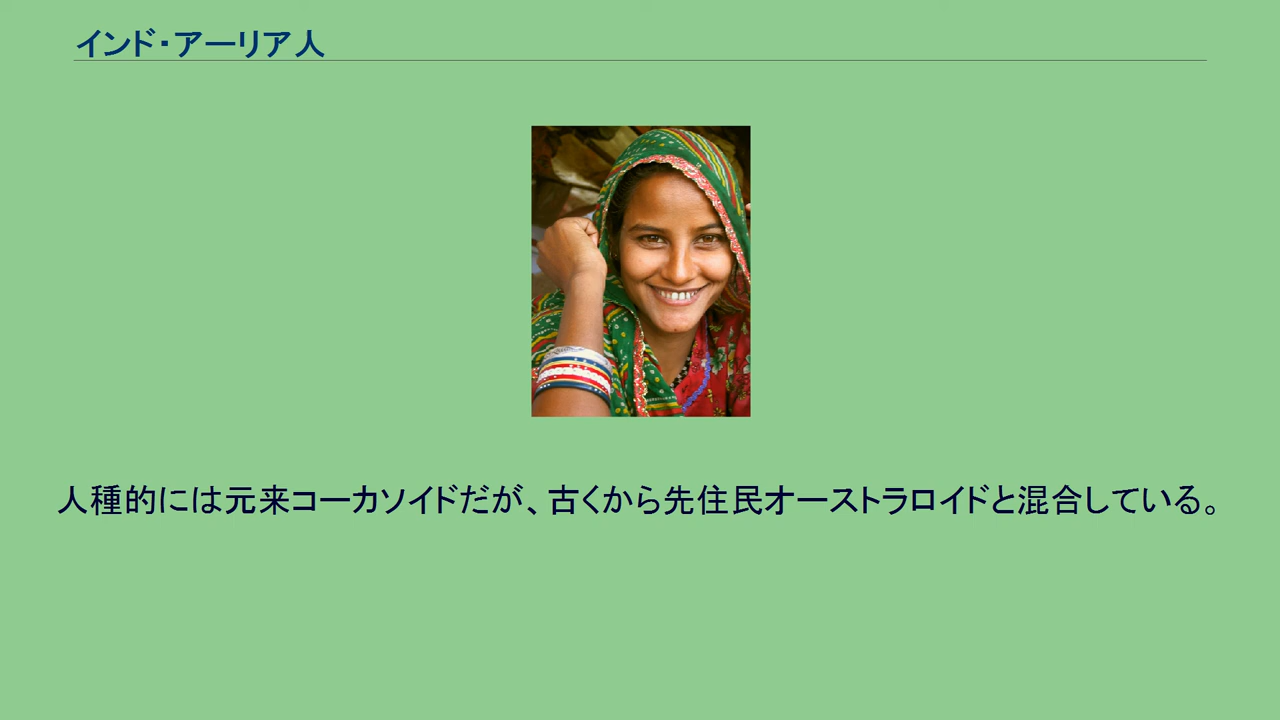 インド・アーリア人
人種的には元来コーカソイドだが、古くから先住民オーストラロイドと混合している。